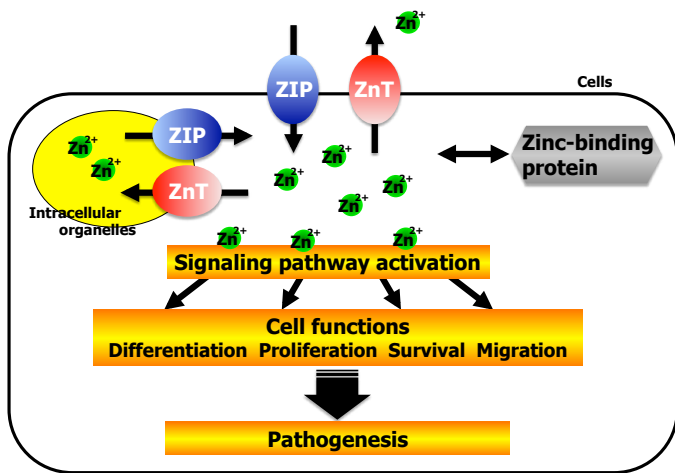 Zn2+
Cells
ZIP
ZnT
Zn2+
ZIP
Zn2+
Zn2+
Zn2+
Zinc-binding
protein
Zn2+
Zn2+
ZnT
Zn2+
Intracellular
organelles
Zn2+
Zn2+
Zn2+
Signaling pathway activation
Cell functions
Differentiation Proliferation Survival Migration
Pathogenesis